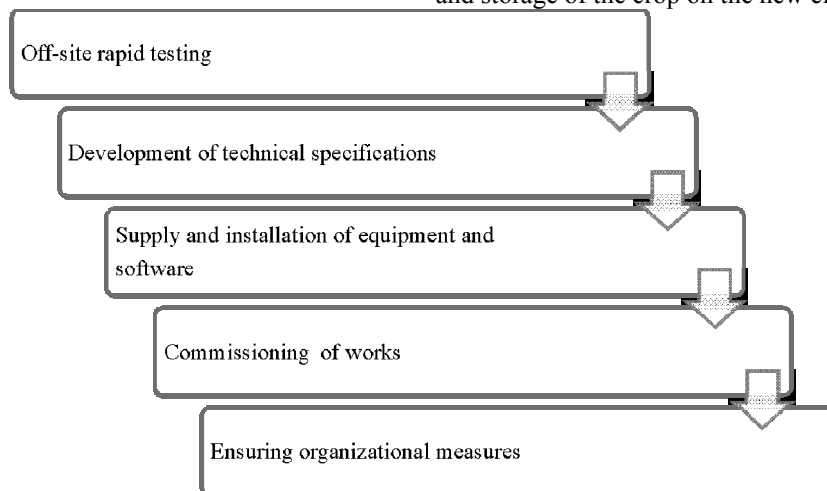 and storage of the crop on the new
Off-site rapid testing
Development of technical specifications
Supply and installation of equipment and
software
Commissioning of works
Ensuring organizational measures